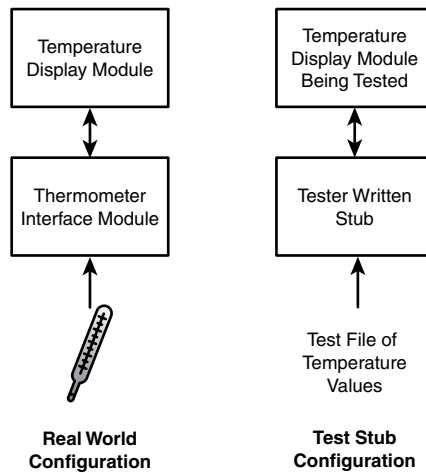 Temperature
Display Module
Thermometer
Interface Module
Real World
Configuration
Temperature
Display Module
Being Tested
Tester Written
Stub
Test File of
Temperature
Values
Test Stub
Configuration